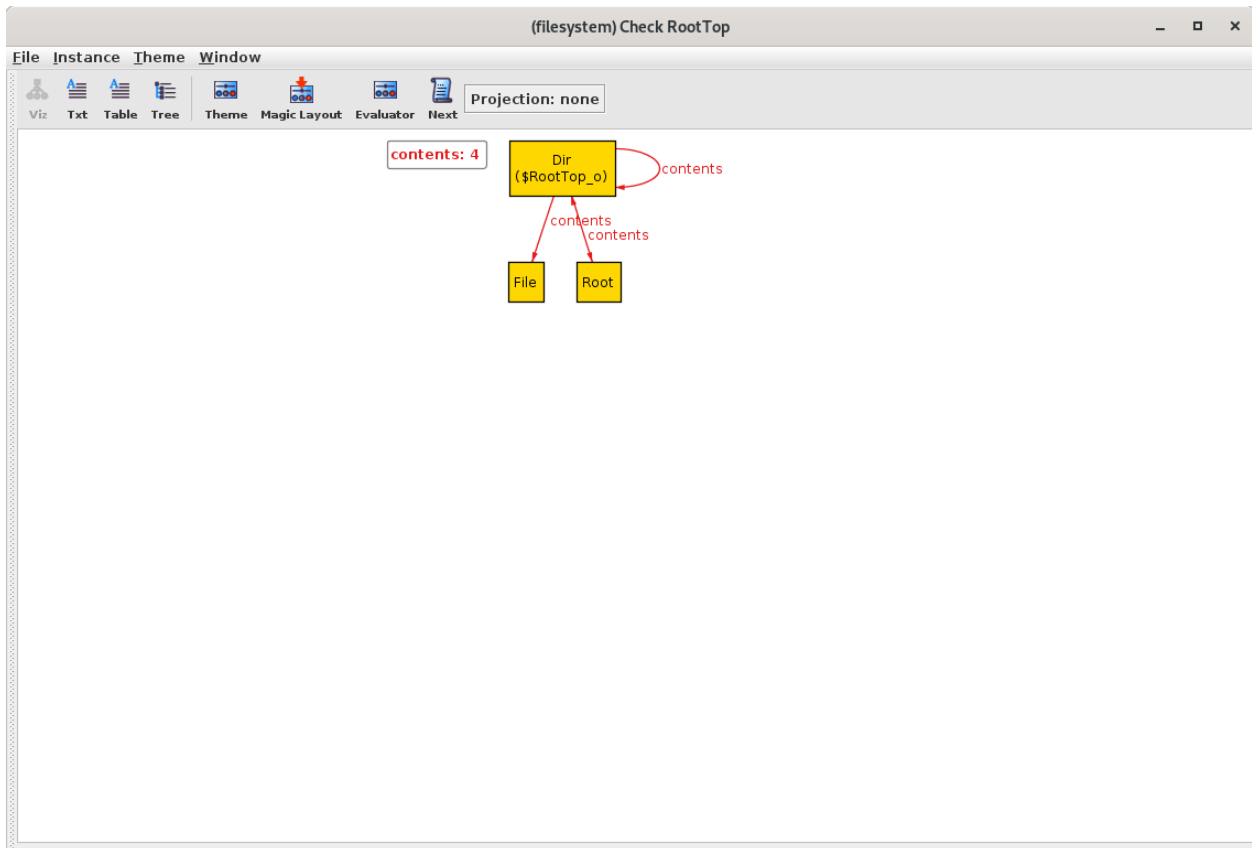 (filesystem) Check RootTop
File Instance Theme Window
Viz Txt Table Tree Theme Magic Layout Evaluator Next Projection: none
contents: 4
Dir
($RootTop_o)
contents
contents
contents
File
Root